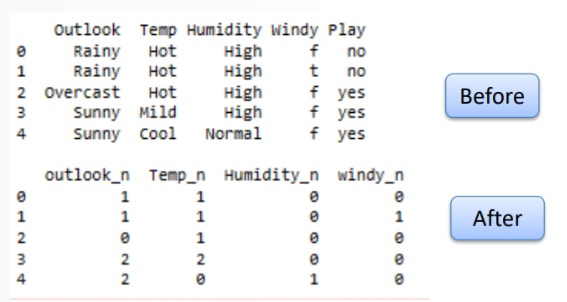 Outlook Temp Humidity Windy Play
0 Rainy Hot High f no
1 Rainy Hot High t no
2 Overcast Hot High f yes
3 Sunny Mild High f yes
4 Sunny Cool Normal f yes
Before
outlook_n Temp_n Humidity_n windy_n
0 1 1 0 0
1 1 1 0 1
2 0 1 0 0
3 2 2 0 0
4 2 0 1 0
After